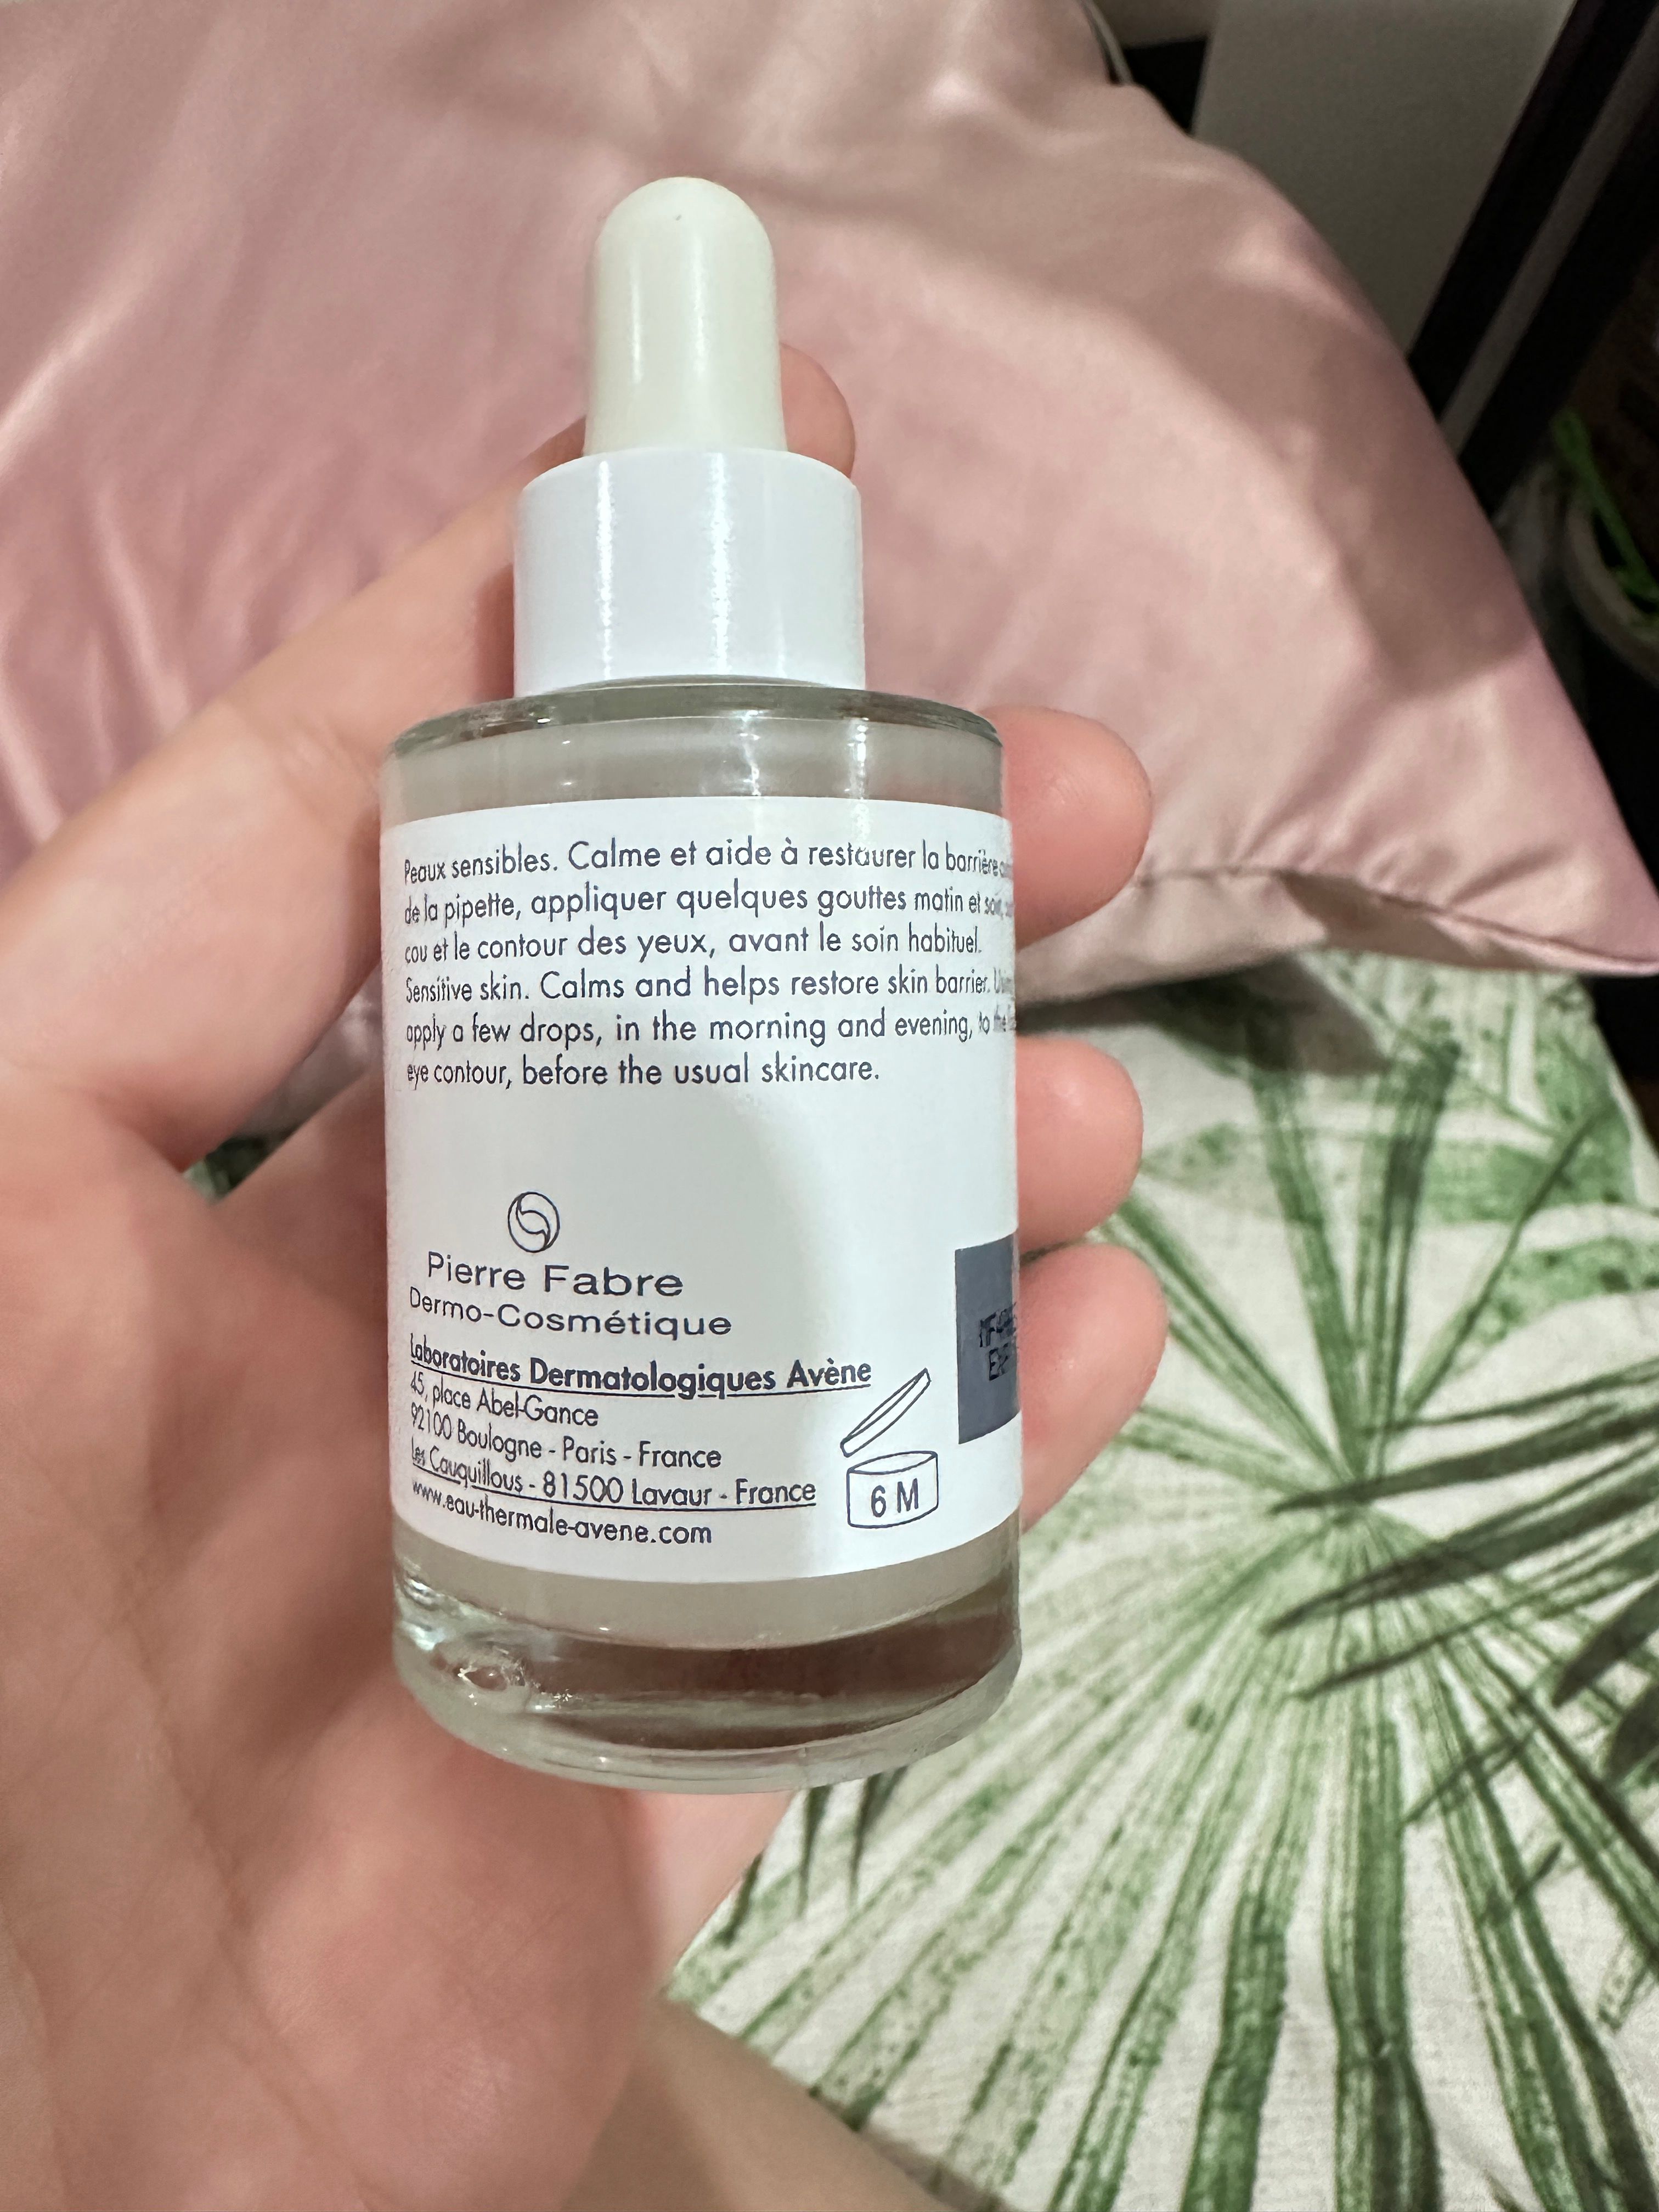 Peaux sensibles. Calme et aide à restaurer la barrière
de la pipette, appliquer quelques gouttes matin et soir,
cou et le contour des yeux, avant le soin habituel.
Sensitive skin. Calms and helps restore skin barrier.
apply a few drops, in the morning and evening, to the
eye contour, before the usual skincare.
Pierre Fabre
Dermo-Cosmétique
Laboratoires Dermatologiques Avène
45, place Abel-Gance
92100 Boulogne - Paris - France
Les Cauquillous - 81500 Lavaur - France
www.eau-thermale-avene.com
6 M